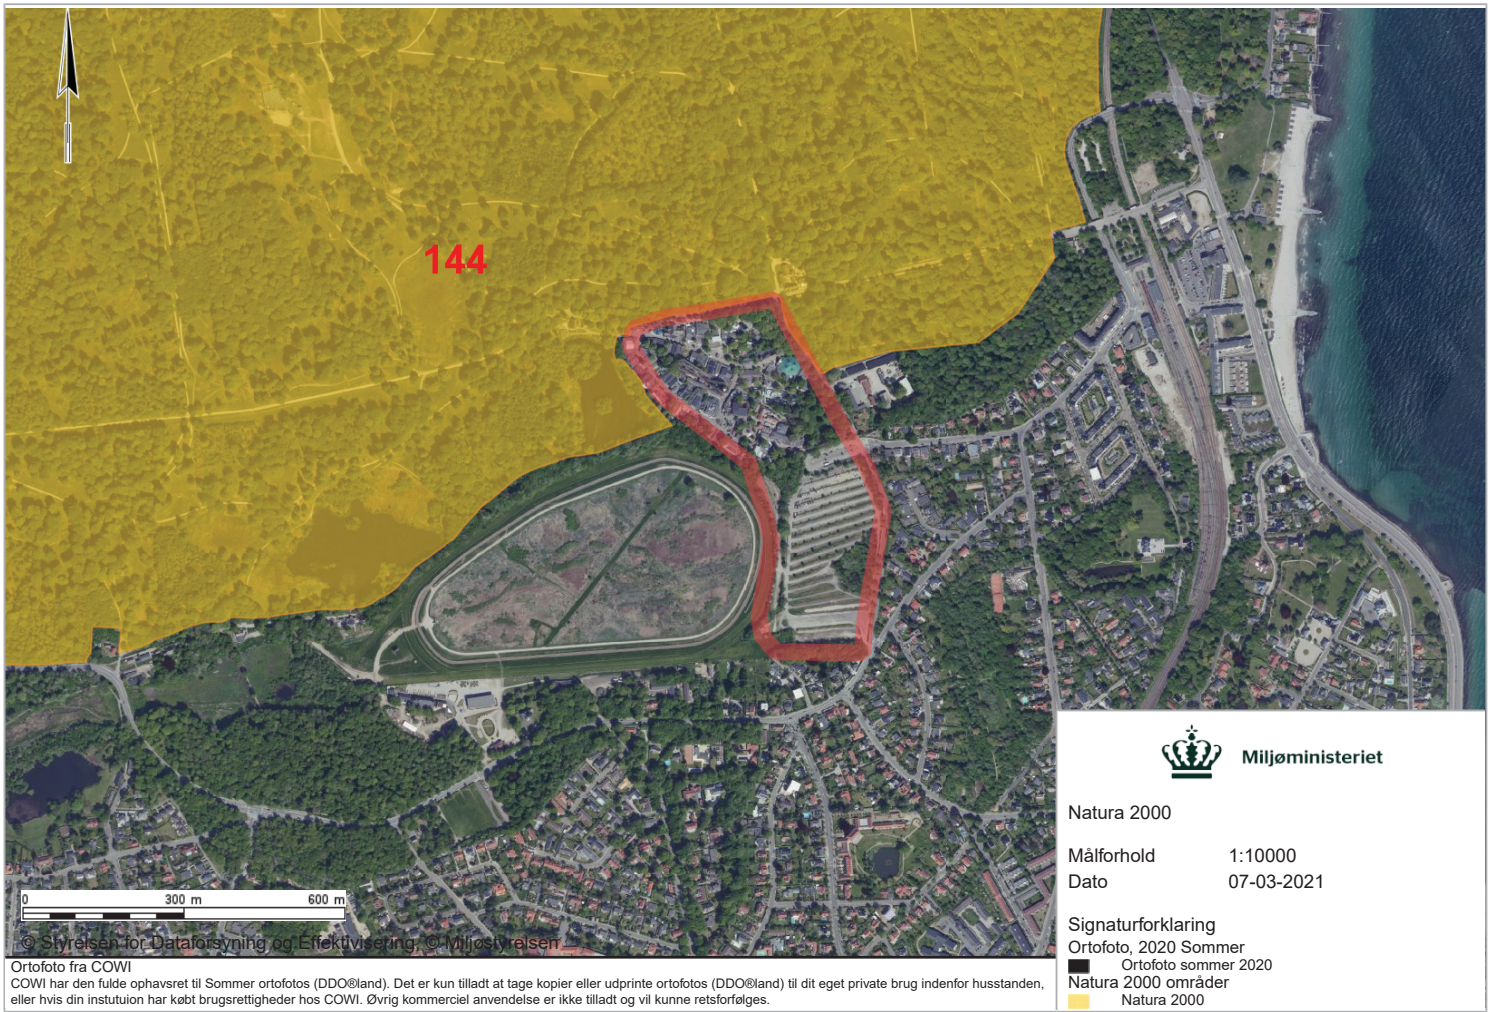 144
0 300 m 600 m
© Styrelsen for Dataforsyning og Effektivisering, © Miljøstyrelsen
Ortofoto fra COWI
COWI har den fulde ophavsret til Sommer ortofotos (DDO®land). Det er kun tilladt at tage kopier eller udprinte ortofotos (DDO®land) til dit eget private brug indenfor husstanden,
eller hvis din instutuion har købt brugsrettigheder hos COWI. Øvrig kommerciel anvendelse er ikke tilladt og vil kunne retsforfølges.
Miljøministeriet
Natura 2000
Målforhold 1:10000
Dato 07-03-2021
Signaturforklaring
Ortofoto, 2020 Sommer
Ortofoto sommer 2020
Natura 2000 områder
Natura 2000